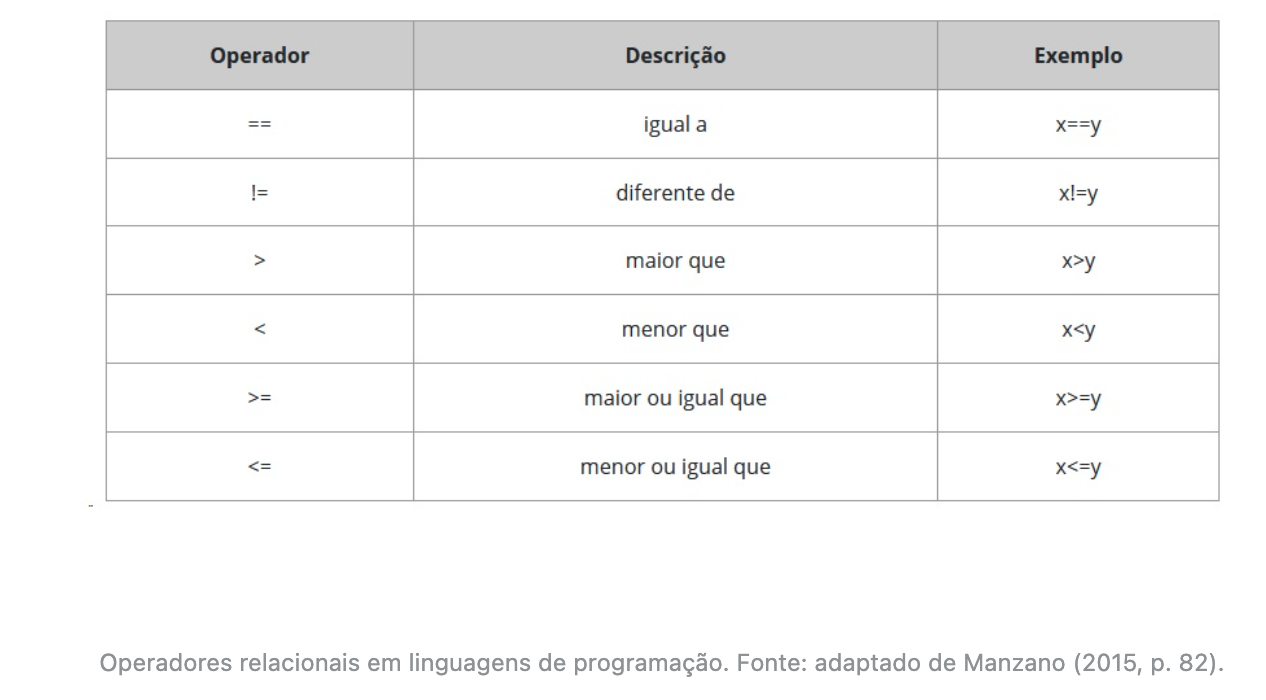 Operador Descrição Exemplo
== igual a x==y
!= diferente de x!=y
> maior que x>y
< menor que x<y
>= maior ou igual que x>=y
<= menor ou igual que x<=y
Operadores relacionais em linguagens de programação. Fonte: adaptado de Manzano (2015, p. 82).